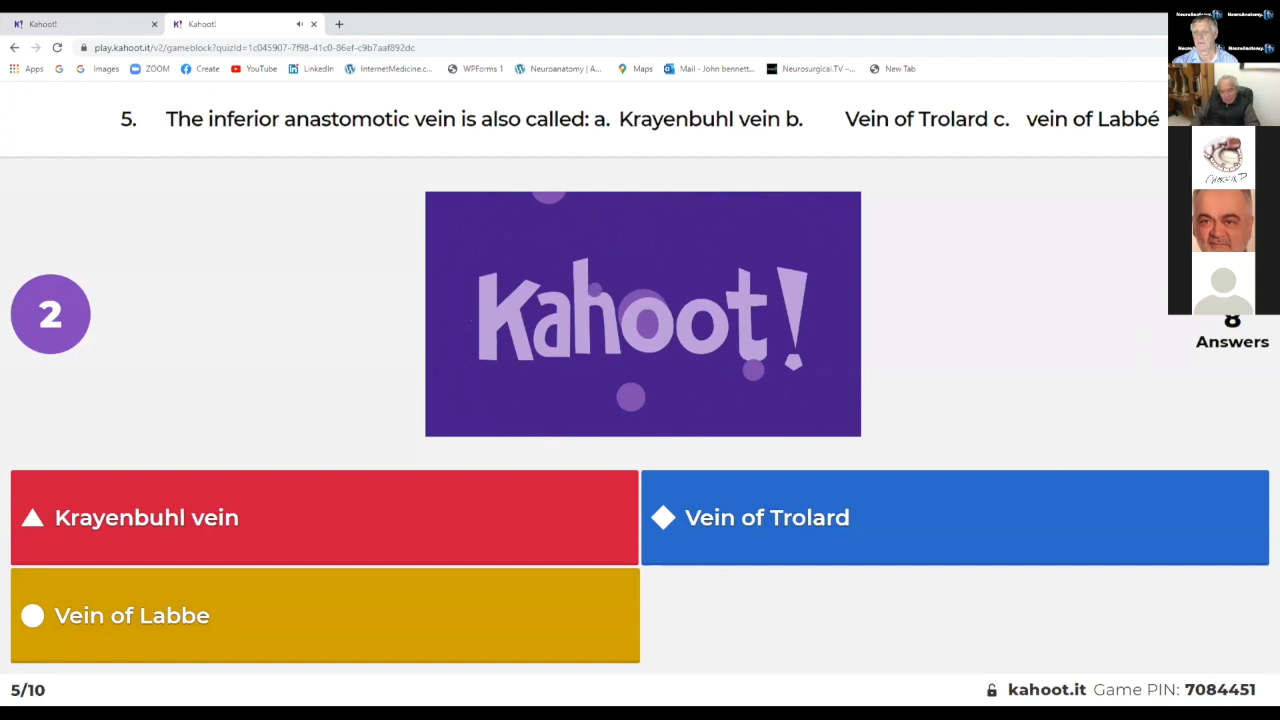 Kahoot!
Kahoot!
play.kahoot.it/v2/gameblock?quizId=1c045907-7f98-41c0-86ef-c9b7aaf892dc
Apps Images ZOOM Create YouTube LinkedIn InternetMedicine.c... WPForms 1 Neuroanatomy | A... Maps Mail - John bennett... Neurosurgical.TV -... New Tab
5. The inferior anastomotic vein is also called: a. Krayenbuhl vein b. Vein of Trolard c. vein of Labbé
2
Kahoot!
8
Answers
Krayenbuhl vein
Vein of Trolard
Vein of Labbe
5/10
kahoot.it Game PIN: 7084451